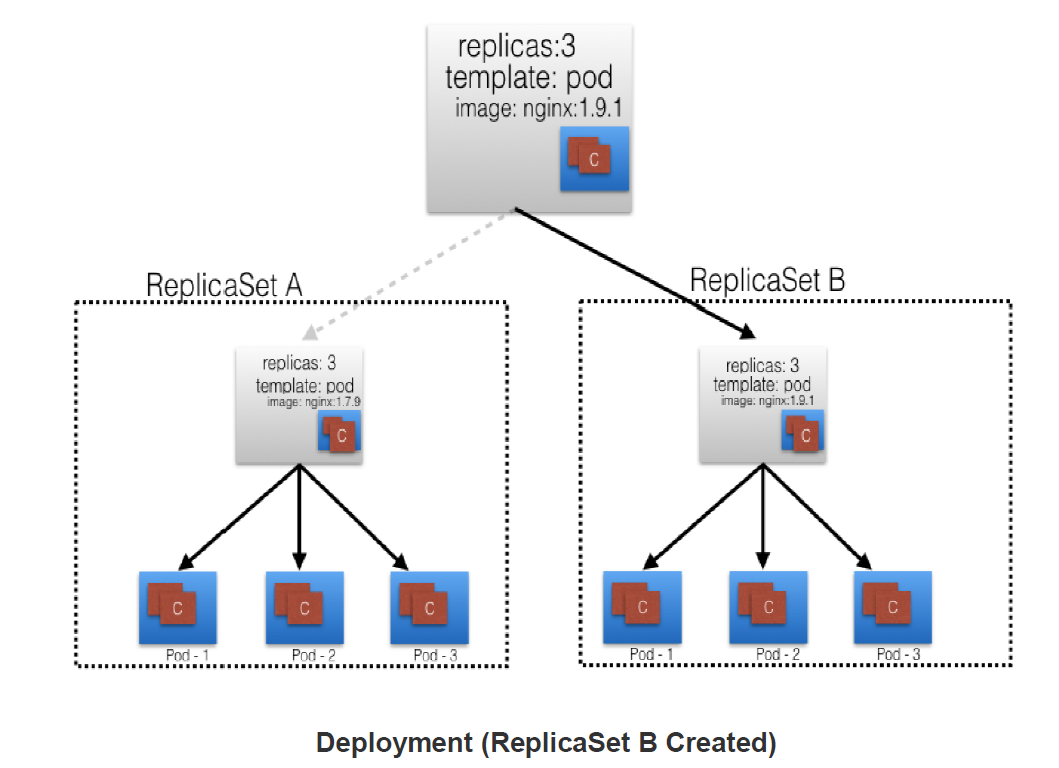 replicas:3
template: pod
image: nginx:1.9.1
C
ReplicaSet A
ReplicaSet B
replicas: 3
template: pod
image: nginx:1.7.9
C
replicas: 3
template: pod
image: nginx:1.9.1
C
C
C
C
C
C
C
Pod - 1
Pod - 2
Pod - 3
Pod - 1
Pod - 2
Pod - 3
Deployment (ReplicaSet B Created)